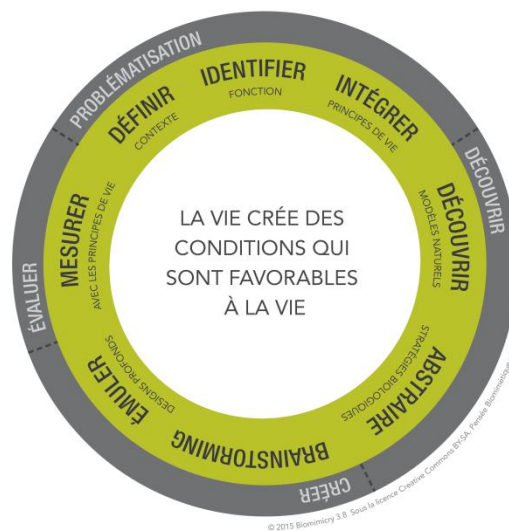 PROBLÉMATISATION
DÉFINIR
CONTEXTE
IDENTIFIER
FONCTION
INTÉGRER
PRINCIPES DE VIE
DÉCOUVRIR
DÉCOUVRIR
MODÈLES NATURELS
ABSTRAIRE
STRATÉGIES BIOLOGIQUES
CRÉER
BRAINSTORMING
ÉMULER
DESIGNS PROFONDS
ÉVALUER
MESURER
AVEC LES PRINCIPES DE VIE
LA VIE CRÉE DES
CONDITIONS QUI
SONT FAVORABLES
À LA VIE
© 2015 Biomimicry 3.8 Sous la licence Creative Commons BY-SA. Pensée Biomimétique